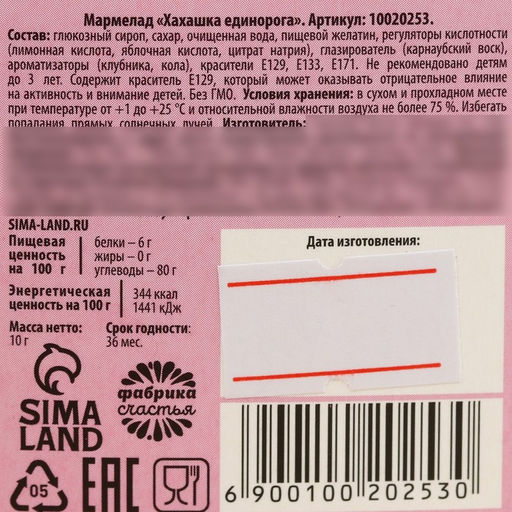 Мармелад «Хахашка единорога». Артикул: 10020253.
Состав: глюкозный сироп, сахар, очищенная вода, пищевой желатин, регуляторы кислотности
(лимонная кислота, яблочная кислота, цитрат натрия), глазирователь (карнаубский воск),
ароматизаторы (клубника, кола), красители Е129, Е133, Е171. Не рекомендовано детям
до 3 лет. Содержит краситель Е129, который может оказывать отрицательное влияние
на активность и внимание детей. Без ГМО. Условия хранения: в сухом и прохладном месте
при температуре от +1 до +25 °С и относительной влажности воздуха не более 75 %. Избегать
попадания прямых солнечных лучей. Изготовитель:
SIMA-LAND.RU
Пищевая ценность на 100 г
белки – 6 г
жиры – 0 г
углеводы – 80 г
Энергетическая ценность на 100 г
344 ккал
1441 кДж
Масса нетто:
10 г
Срок годности:
36 мес.
Дата изготовления:
SIMA LAND
фабрика счастья
05
EAC
6 900100 202530